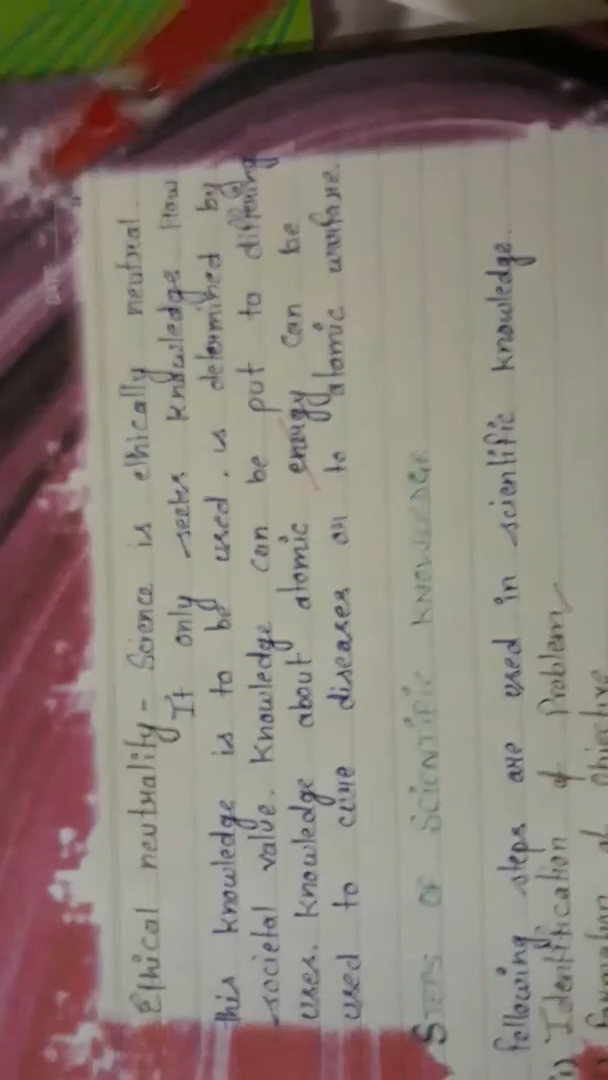 Ethical neutrality - Science is ethically neutral.
It only seeks knowledge How
this knowledge is to be used, is determined by
societal value. Knowledge can be put to differing
uses. Knowledge about atomic energy can be
used to cure diseases or to atomic warfare.
STEPS OF SCIENTIFIC KNOWLEDGE
Following steps are used in scientific knowledge.
i) Identification of Problem
Formation of Objective